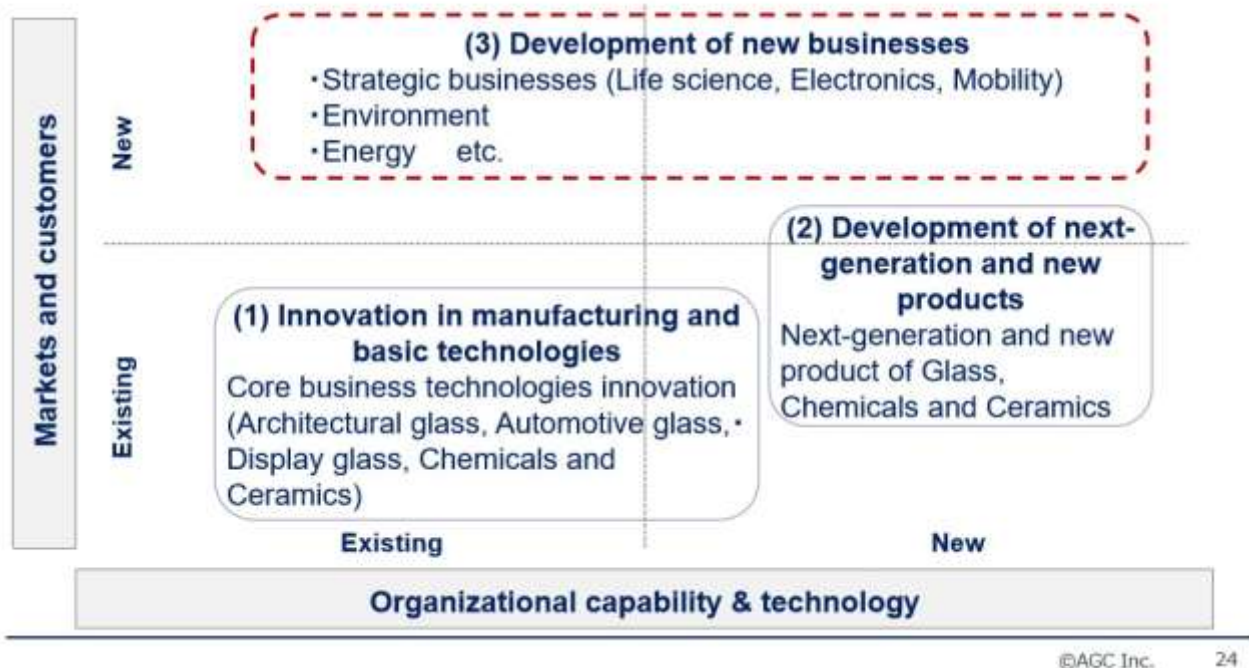 Markets and customers
New
Existing
(3) Development of new businesses
・Strategic businesses (Life science, Electronics, Mobility)
・Environment
・Energy etc.
(2) Development of next-
generation and new
products
Next-generation and new
product of Glass,
Chemicals and Ceramics
(1) Innovation in manufacturing and
basic technologies
Core business technologies innovation
(Architectural glass, Automotive glass,・
Display glass, Chemicals and
Ceramics)
Existing
New
Organizational capability & technology
©AGC Inc. 24